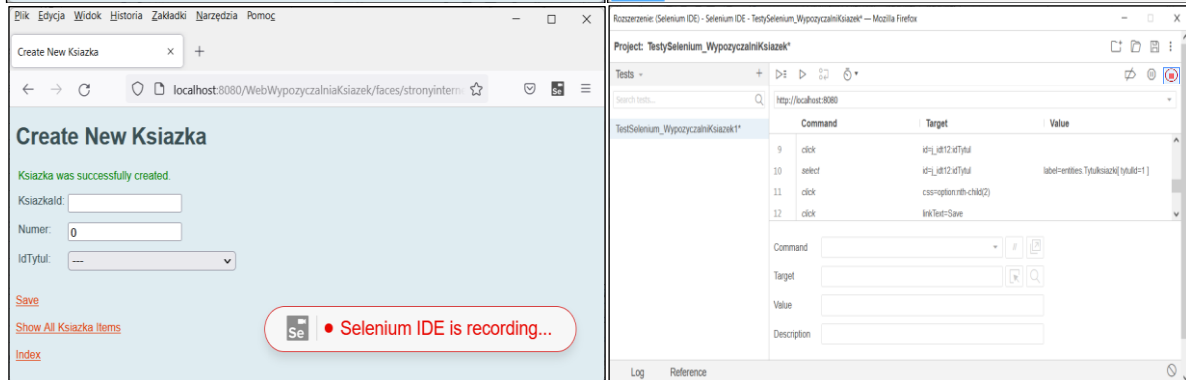 Plik Edycja Widok Historia Zakładki Narzędzia Pomoc
Create New Ksiazka
localhost:8080/WebWypozyczalniaKsiazek/faces/stronyintern
Create New Ksiazka
Ksiazka was successfully created.
KsiazkaId:
Numer: 0
IdTytul: ---
Save
Show All Ksiazka Items
Index
Se Selenium IDE is recording...
Rozszerzenie: (Selenium IDE) - Selenium IDE - TestySelenium_WypozyczalniKsiazek* — Mozilla Firefox
Project: TestySelenium_WypozyczalniKsiazek*
Tests
Search tests...
http://localhost:8080
TestSelenium_WypozyczalniKsiazek1*
Command Target Value
9 click id=j_idt12:idTytul
10 select id=j_idt12:idTytul label=entities.Tytulksiazki[ tytulId=1 ]
11 click css=option:nth-child(2)
12 click linkText=Save
Command
Target
Value
Description
Log Reference